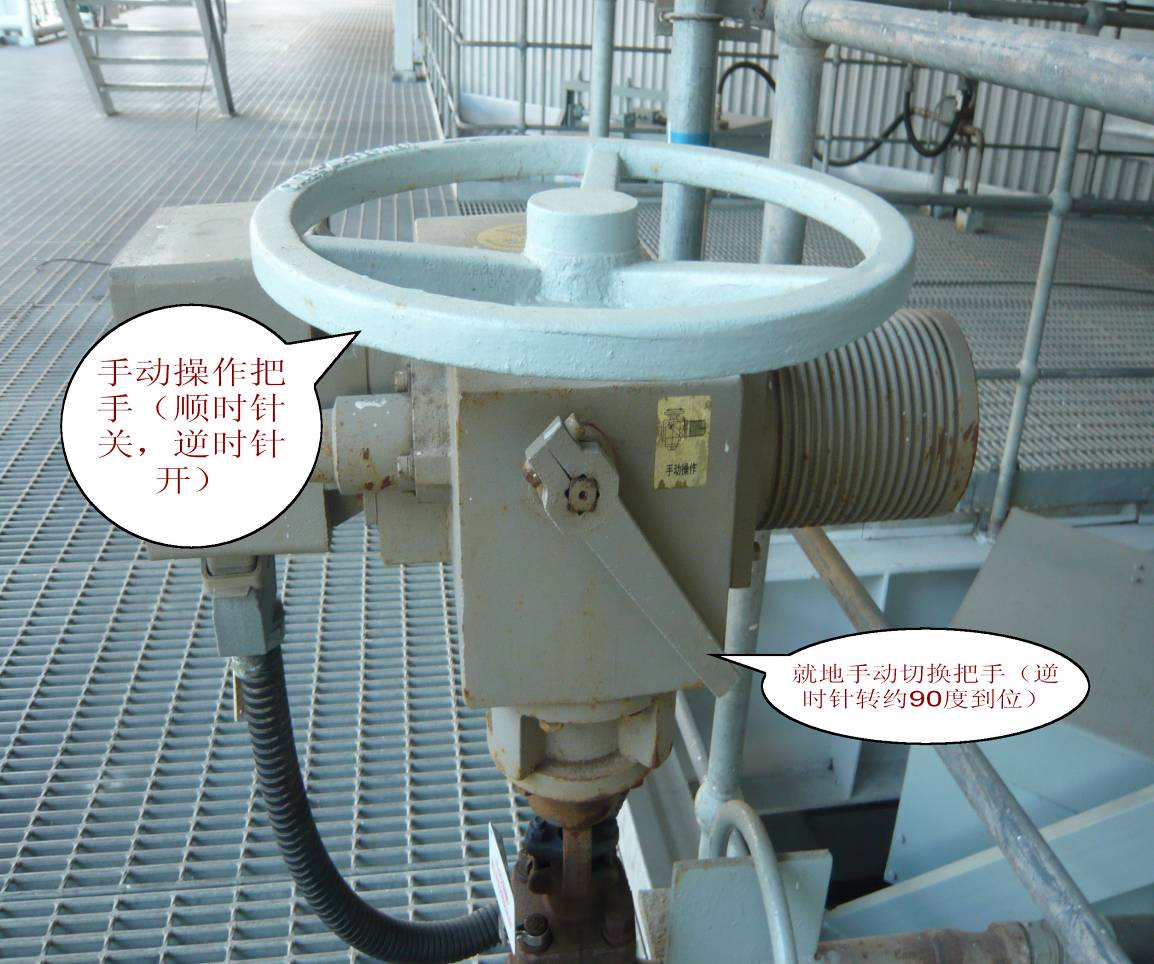 手动操作把
手（顺时针
关，逆时针
开）
手动操作
就地手动切换把手（逆
时针转约90度到位）